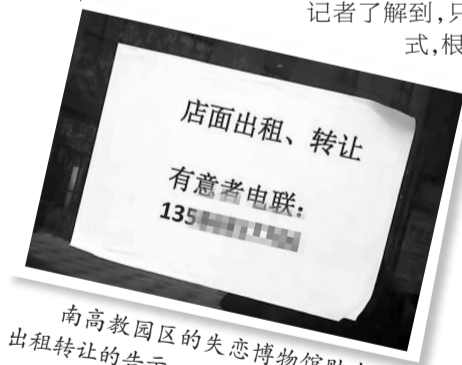 记者了解到，只
式，根
店面出租、转让
有意者电联：
135
南高教园区的失恋博物馆贴
出租转让的告示